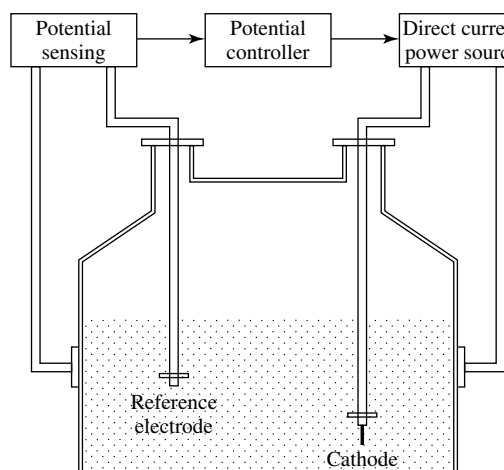 Potential
sensing
Potential
controller
Direct curre
power sourc
Reference
electrode
Cathode